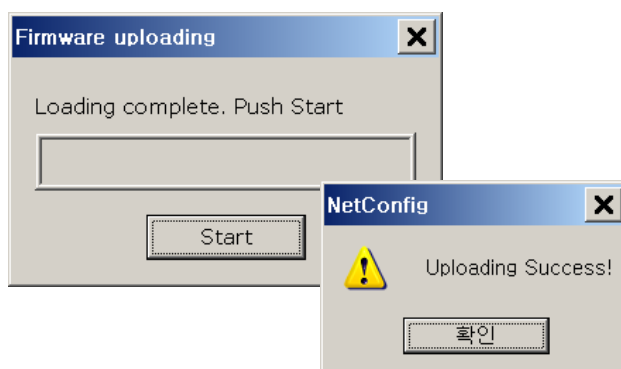 Firmware uploading
Loading complete. Push Start
Start
NetConfig
Uploading Success!
확인